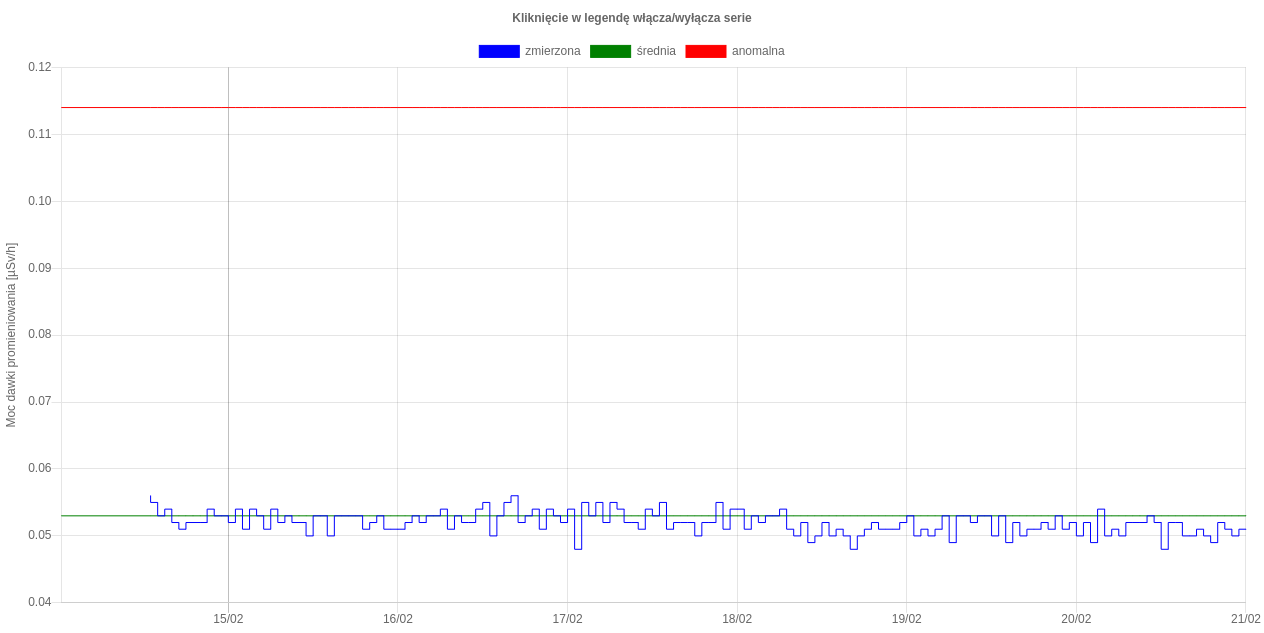 Kliknięcie w legendę włącza/wyłącza serie
zmierzona średnia anomalna
Moc dawki promieniowania [µSv/h]
0.12
0.11
0.10
0.09
0.08
0.07
0.06
0.05
0.04
15/02 16/02 17/02 18/02 19/02 20/02 21/02